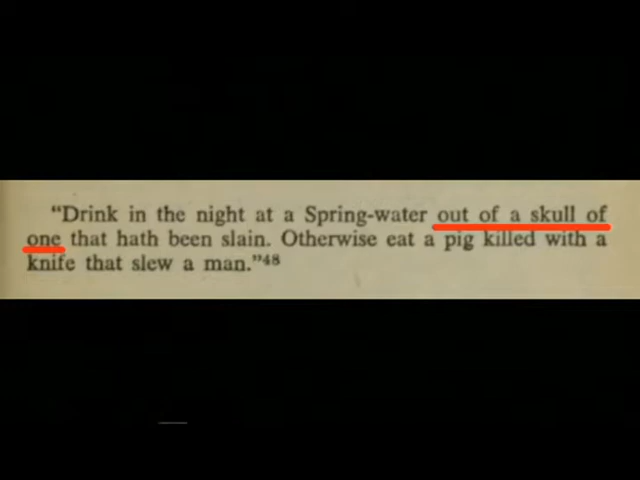 “Drink in the night at a Spring-water out of a skull of
one that hath been slain. Otherwise eat a pig killed with a
knife that slew a man.”⁴⁸